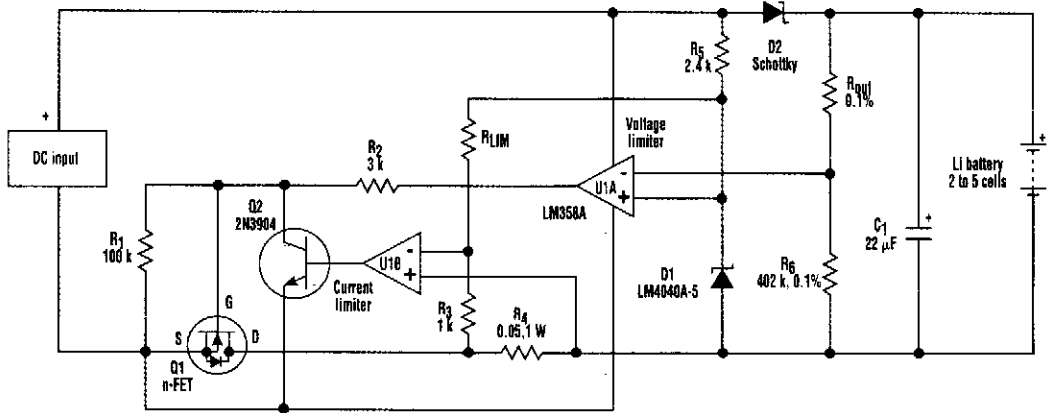 +
DC input
R1
100 k
Q2
2N3904
R2
3 k
RLIM
R5
2.4 k
D2
Schottky
Rout
0.1%
Voltage
limiter
-
+
U1A
LM358A
Li battery
2 to 5 cells
+
C1
22 µF
+
-
+
U1B
Current
limiter
D1
LM4040A-5
R6
402 k, 0.1%
R3
1 k
R4
0.05,1 W
G
S
D
Q1
n-FET